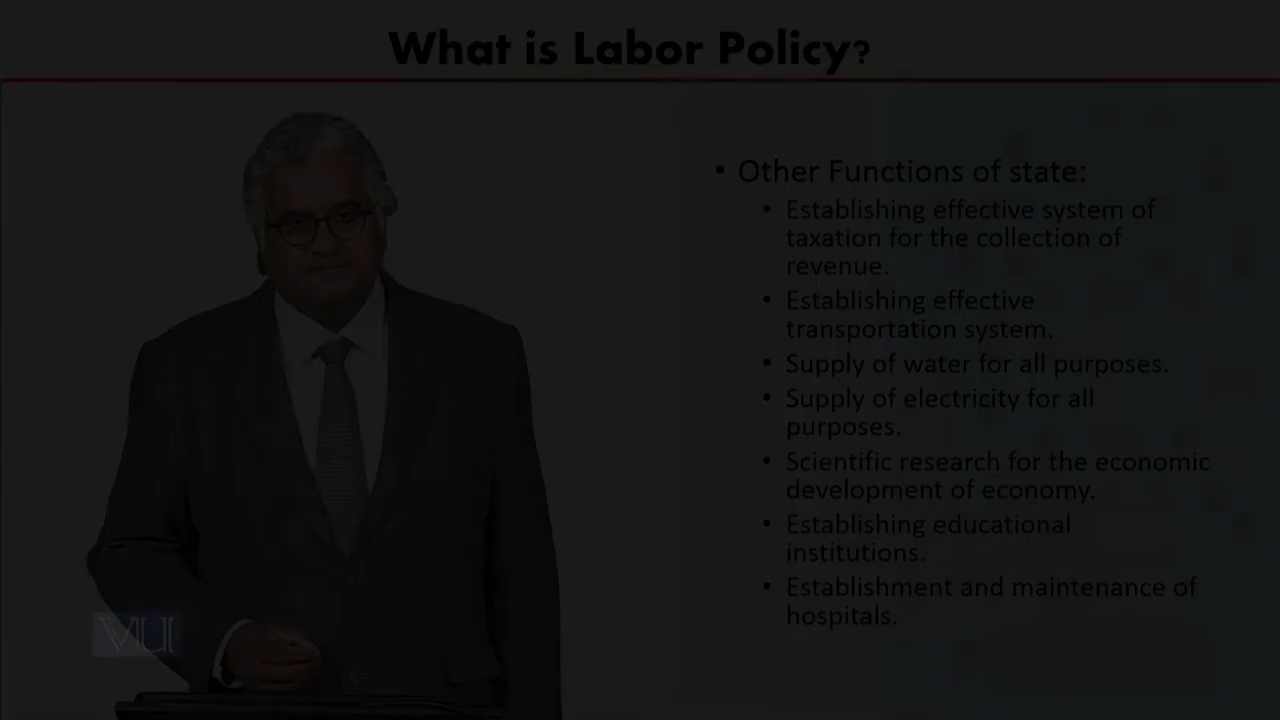 What is Labor Policy?
• Other Functions of state:
• Establishing effective system of
taxation for the collection of
revenue.
• Establishing effective
transportation system.
• Supply of water for all purposes.
• Supply of electricity for all
purposes.
• Scientific research for the economic
development of economy.
• Establishing educational
institutions.
• Establishment and maintenance of
hospitals.
VU